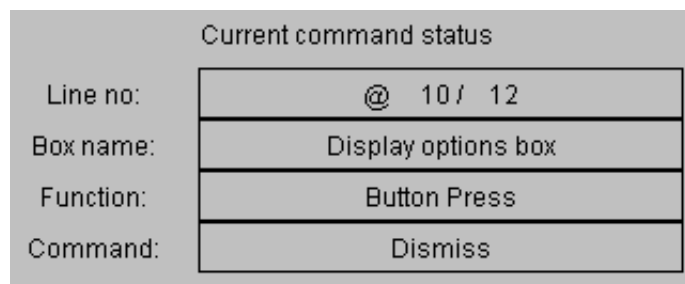 Current command status
Line no: @ 10 / 12
Box name: Display options box
Function: Button Press
Command: Dismiss